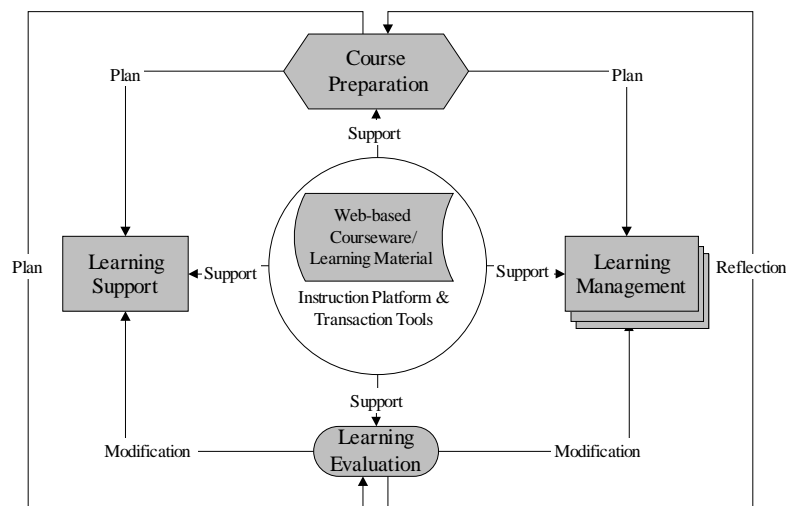 Course
Preparation
Plan
Plan
Support
Web-based
Courseware/
Learning Material
Instruction Platform &
Transaction Tools
Learning
Support
Support
Support
Learning
Management
Plan
Reflection
Support
Learning
Evaluation
Modification
Modification